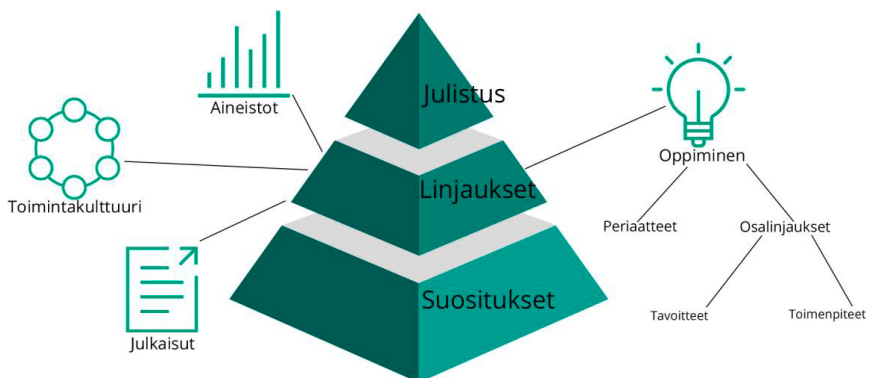 Julistus
Aineistot
Oppiminen
Linjaukset
Toimintakulttuuri
Periaatteet
Osalinjaukset
Suositukset
Tavoitteet
Toimenpiteet
Julkaisut